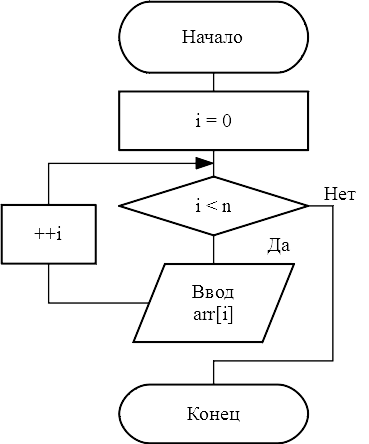 Начало
i = 0
i < n
Нет
Да
++i
Ввод
arr[i]
Конец